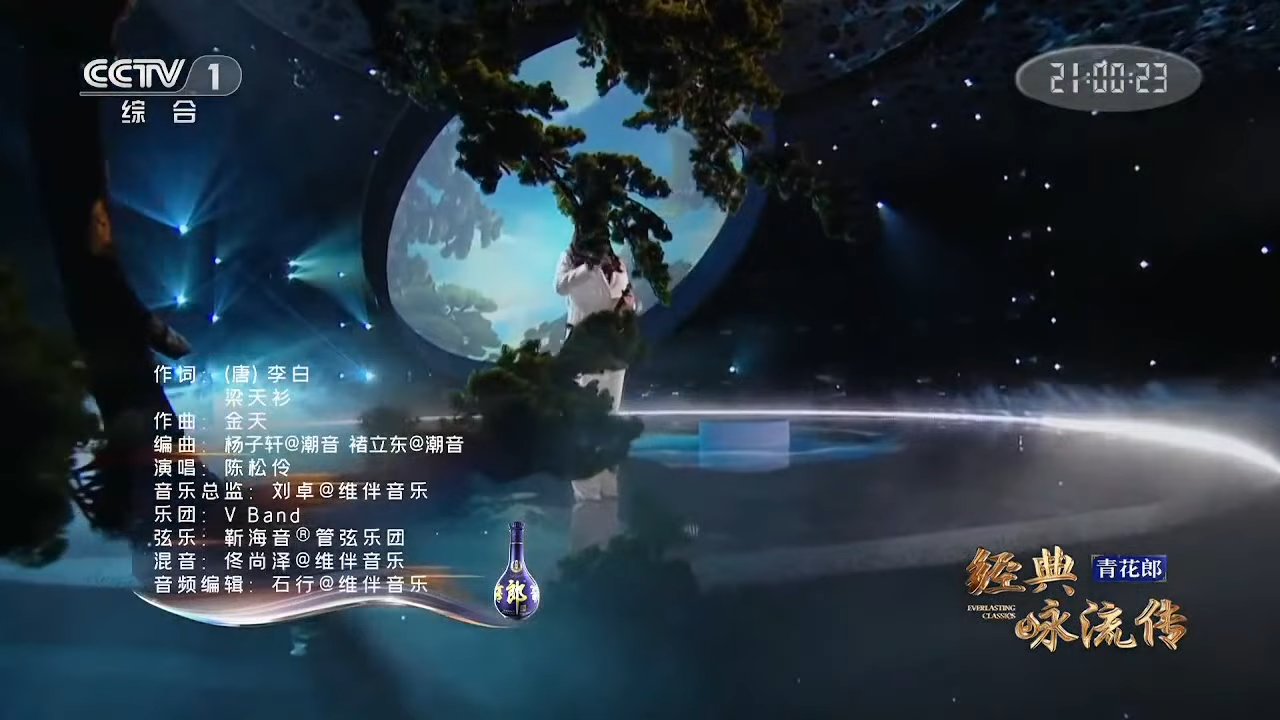 CCTV 1
综合
21:00:23
作词：(唐) 李白
梁天衫
作曲：金天
编曲：杨子轩@潮音 褚立东@潮音
演唱：陈松伶
音乐总监：刘卓@维伴音乐
乐团：V Band
弦乐：靳海音®管弦乐团
混音：佟尚泽@维伴音乐
音频编辑：石行@维伴音乐
郎
经典 青花郎
EVERLASTING
CLASSICS
咏流传